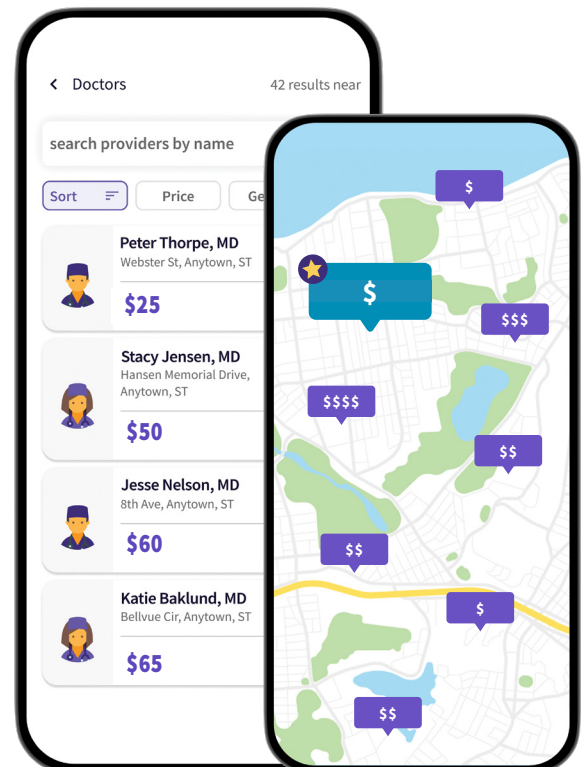 Doctors
42 results near
search providers by name
Sort
Price
Ge
Peter Thorpe, MD
Webster St, Anytown, ST
$25
Stacy Jensen, MD
Hansen Memorial Drive,
Anytown, ST
$50
Jesse Nelson, MD
8th Ave, Anytown, ST
$60
Katie Baklund, MD
Bellvue Cir, Anytown, ST
$65
$
$
$$$
$$$$
$$
$$
$
$$